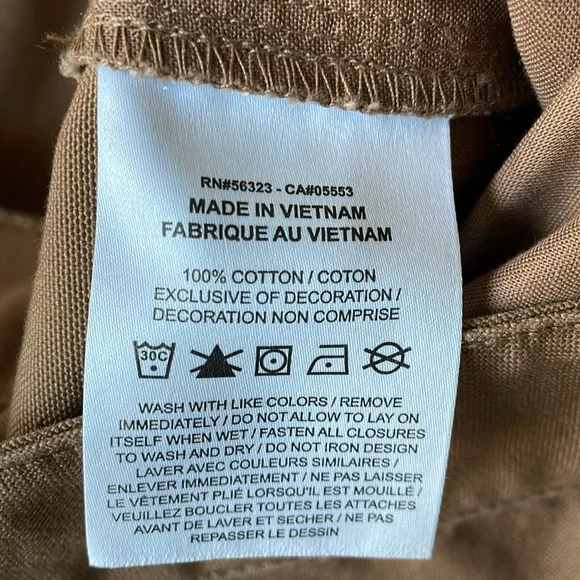 RN#56323 - CA#05553
MADE IN VIETNAM
FABRIQUE AU VIETNAM
100% COTTON / COTON
EXCLUSIVE OF DECORATION /
DECORATION NON COMPRISE
30C
WASH WITH LIKE COLORS / REMOVE
IMMEDIATELY / DO NOT ALLOW TO LAY ON
ITSELF WHEN WET / FASTEN ALL CLOSURES
TO WASH AND DRY / DO NOT IRON DESIGN
LAVER AVEC COULEURS SIMILAIRES /
ENLEVER IMMEDIATEMENT / NE PAS LAISSER
LE VÊTEMENT PLIÉ LORSQU'IL EST MOUILLÉ /
VEUILLEZ BOUCLER TOUTES LES ATTACHES
AVANT DE LAVER ET SECHER / NE PAS
REPASSER LE DESSIN